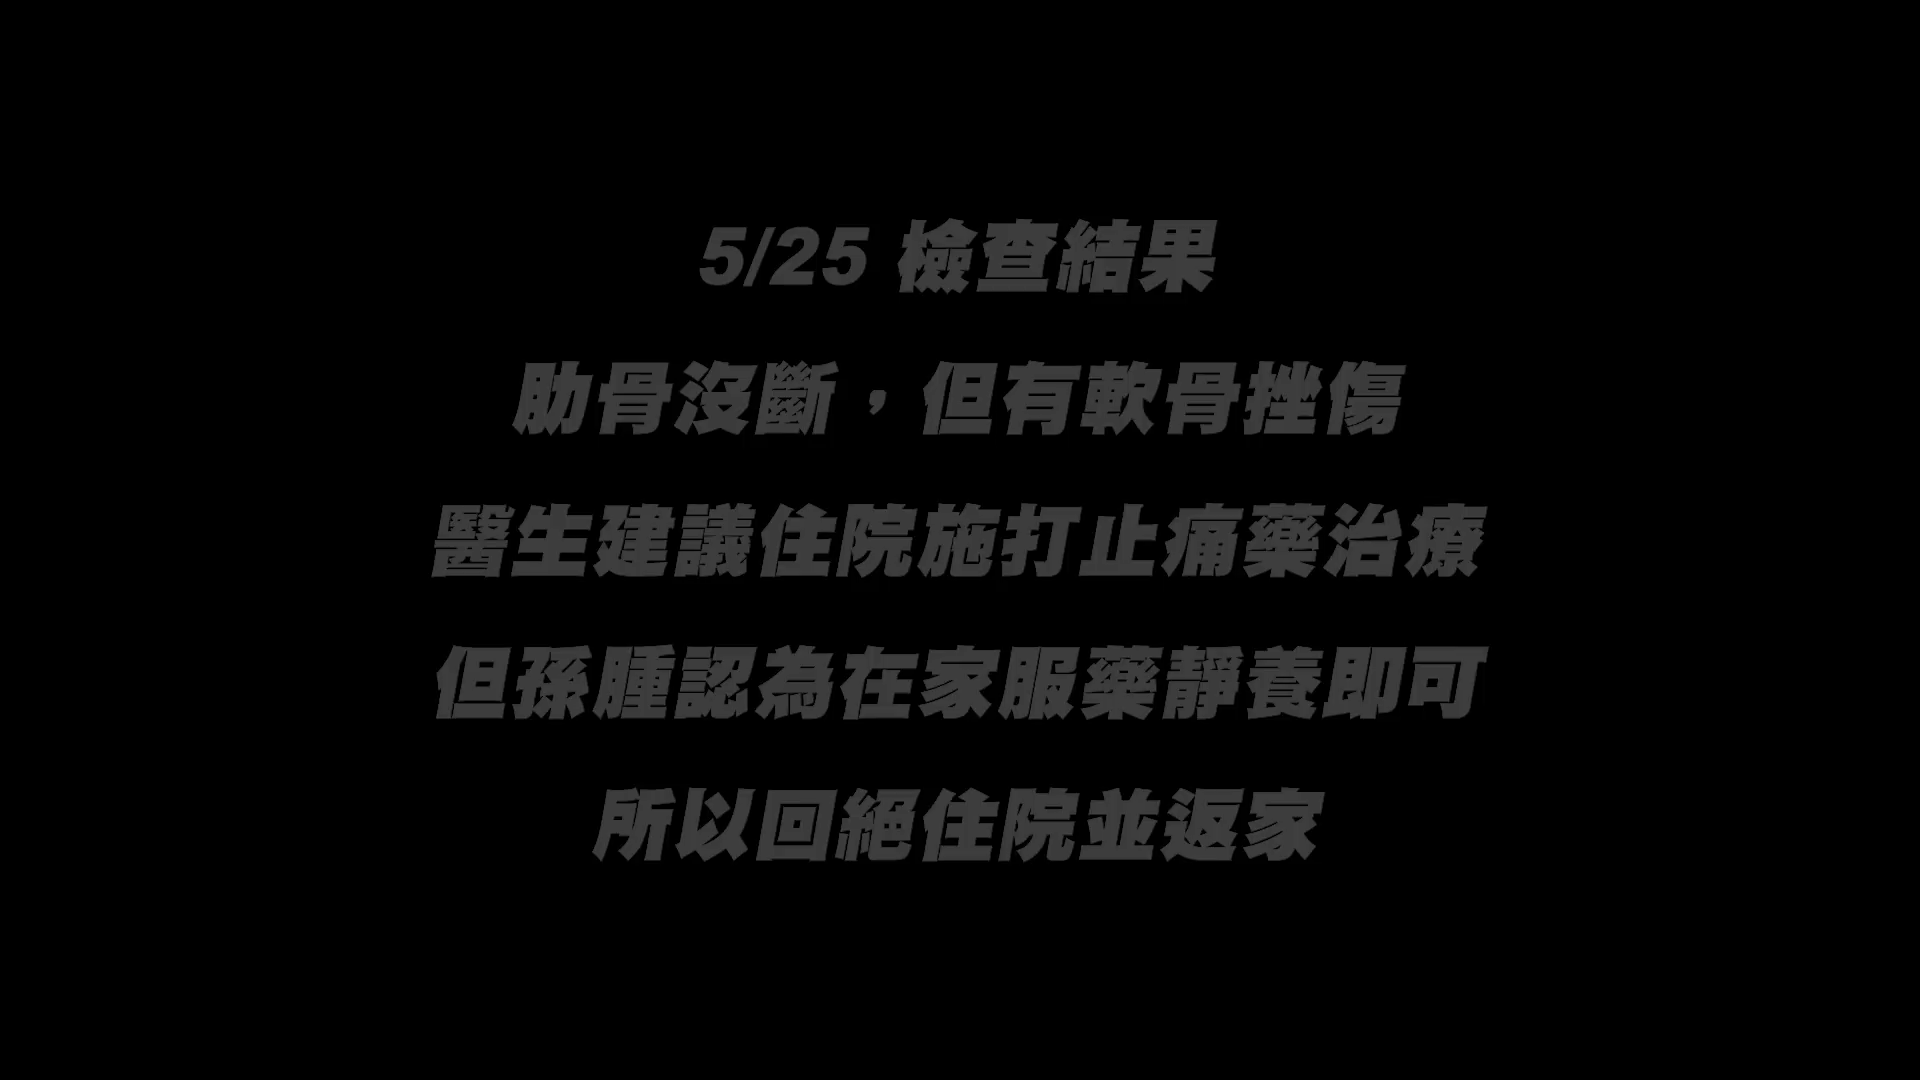 5/25 檢查結果
肋骨沒斷，但有軟骨挫傷
醫生建議住院施打止痛藥治療
但孫腫認為在家服藥靜養即可
所以回絕住院並返家